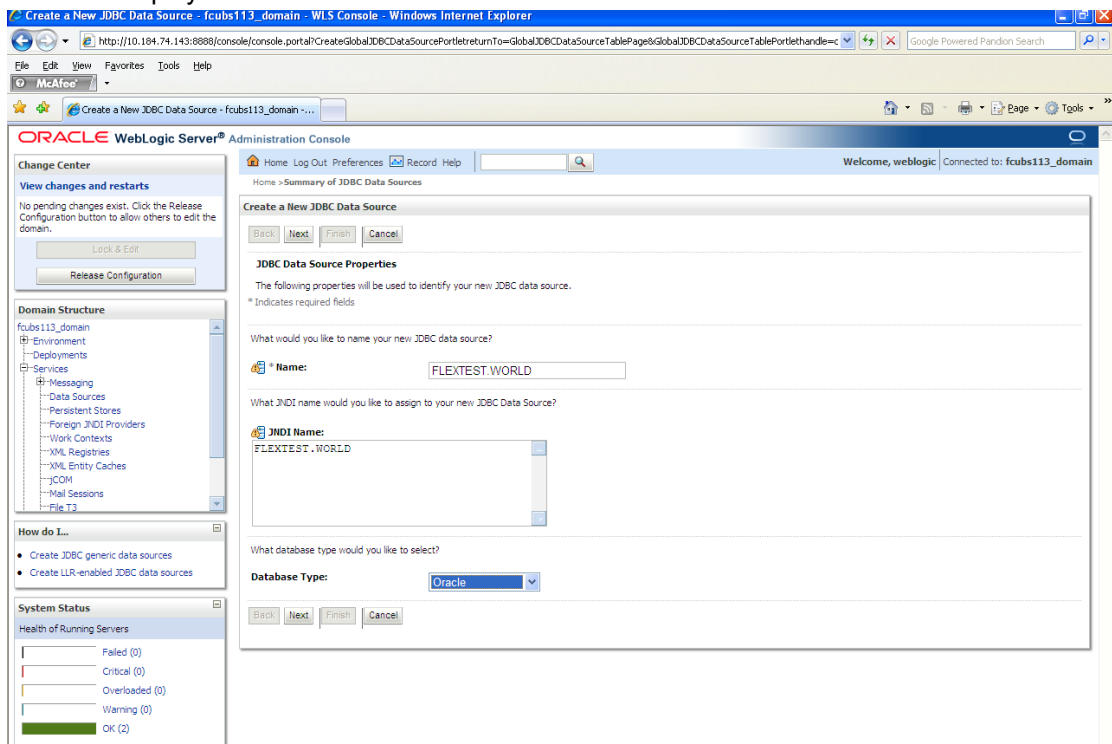 Create a New JDBC Data Source - fcubs113_domain - WLS Console - Windows Internet Explorer
http://10.184.74.143:8888/console/console.portal?CreateGlobalJDBCDataSourcePortletreturnTo=GlobalJDBCDataSourceTablePage&GlobalJDBCDataSourceTablePortlethandle=c
Google Powered Pandion Search
File Edit View Favorites Tools Help
McAfee
Create a New JDBC Data Source - fcubs113_domain -...
Page Tools
ORACLE WebLogic Server® Administration Console
Change Center
View changes and restarts
No pending changes exist. Click the Release
Configuration button to allow others to edit the
domain.
Lock & Edit
Release Configuration
Domain Structure
fcubs113_domain
Environment
Deployments
Services
Messaging
Data Sources
Persistent Stores
Foreign JNDI Providers
Work Contexts
XML Registries
XML Entity Caches
jCOM
Mail Sessions
File T3
How do I...
Create JDBC generic data sources
Create LLR-enabled JDBC data sources
System Status
Health of Running Servers
Failed (0)
Critical (0)
Overloaded (0)
Warning (0)
OK (2)
Home Log Out Preferences Record Help
Welcome, weblogic Connected to: fcubs113_domain
Home >Summary of JDBC Data Sources
Create a New JDBC Data Source
Back Next Finish Cancel
JDBC Data Source Properties
The following properties will be used to identify your new JDBC data source.
* Indicates required fields
What would you like to name your new JDBC data source?
* Name: FLEXTEST.WORLD
What JNDI name would you like to assign to your new JDBC Data Source?
JNDI Name:
FLEXTEST.WORLD
What database type would you like to select?
Database Type: Oracle
Back Next Finish Cancel